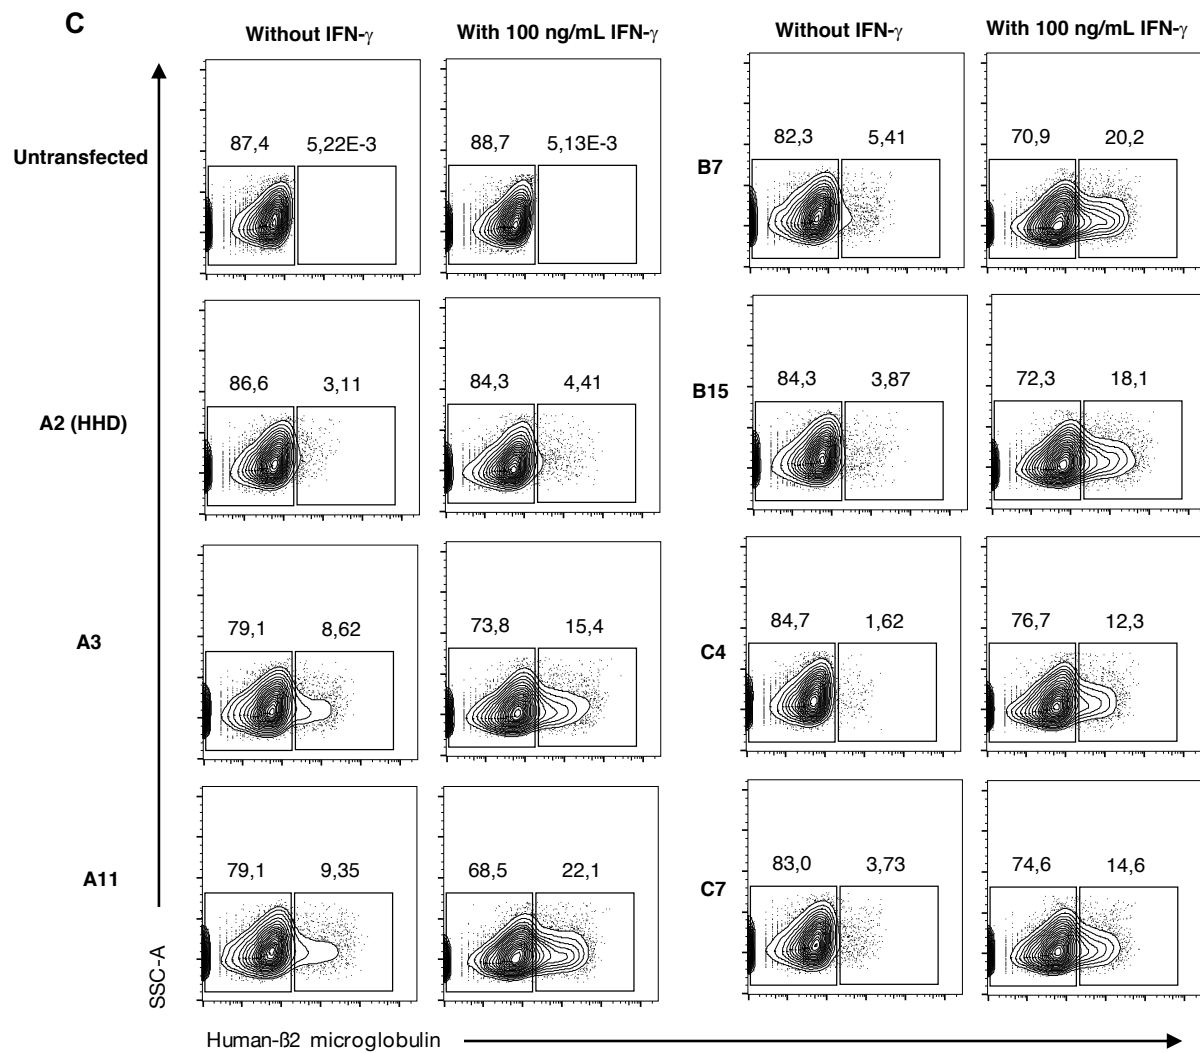 C
Without IFN-γ
With 100 ng/mL IFN-γ
Without IFN-γ
With 100 ng/mL IFN-γ
Untransfected
87,4 5,22E-3
88,7 5,13E-3
B7
82,3 5,41
70,9 20,2
A2 (HHD)
86,6 3,11
84,3 4,41
B15
84,3 3,87
72,3 18,1
A3
79,1 8,62
73,8 15,4
C4
84,7 1,62
76,7 12,3
A11
79,1 9,35
68,5 22,1
C7
83,0 3,73
74,6 14,6
SSC-A
Human-ß2 microglobulin